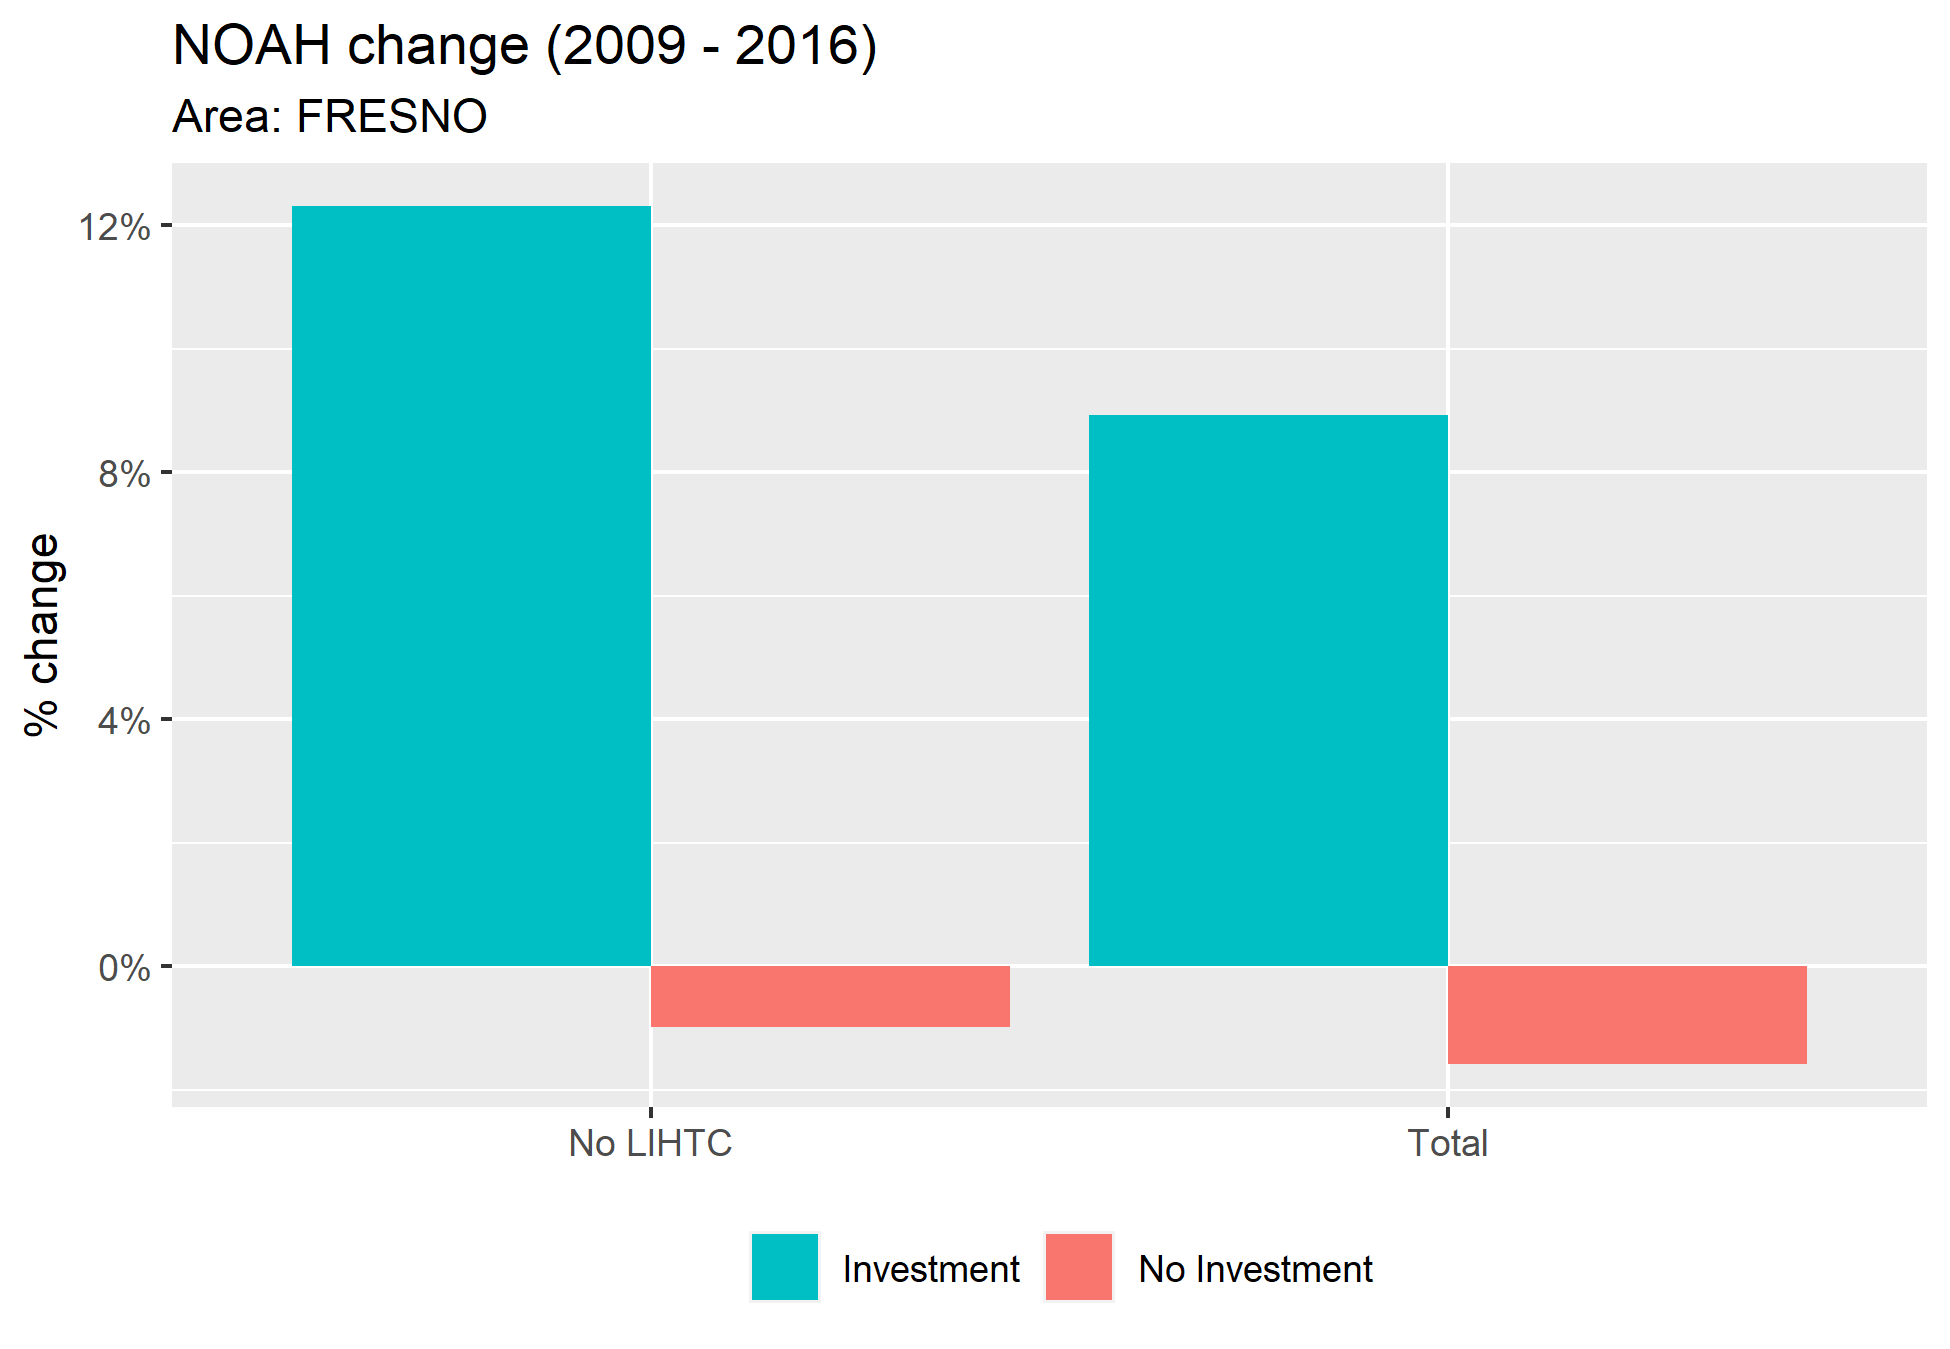 NOAH change (2009 - 2016)
Area: FRESNO
% change
12%
8%
4%
0%
No LIHTC
Total
Investment
No Investment